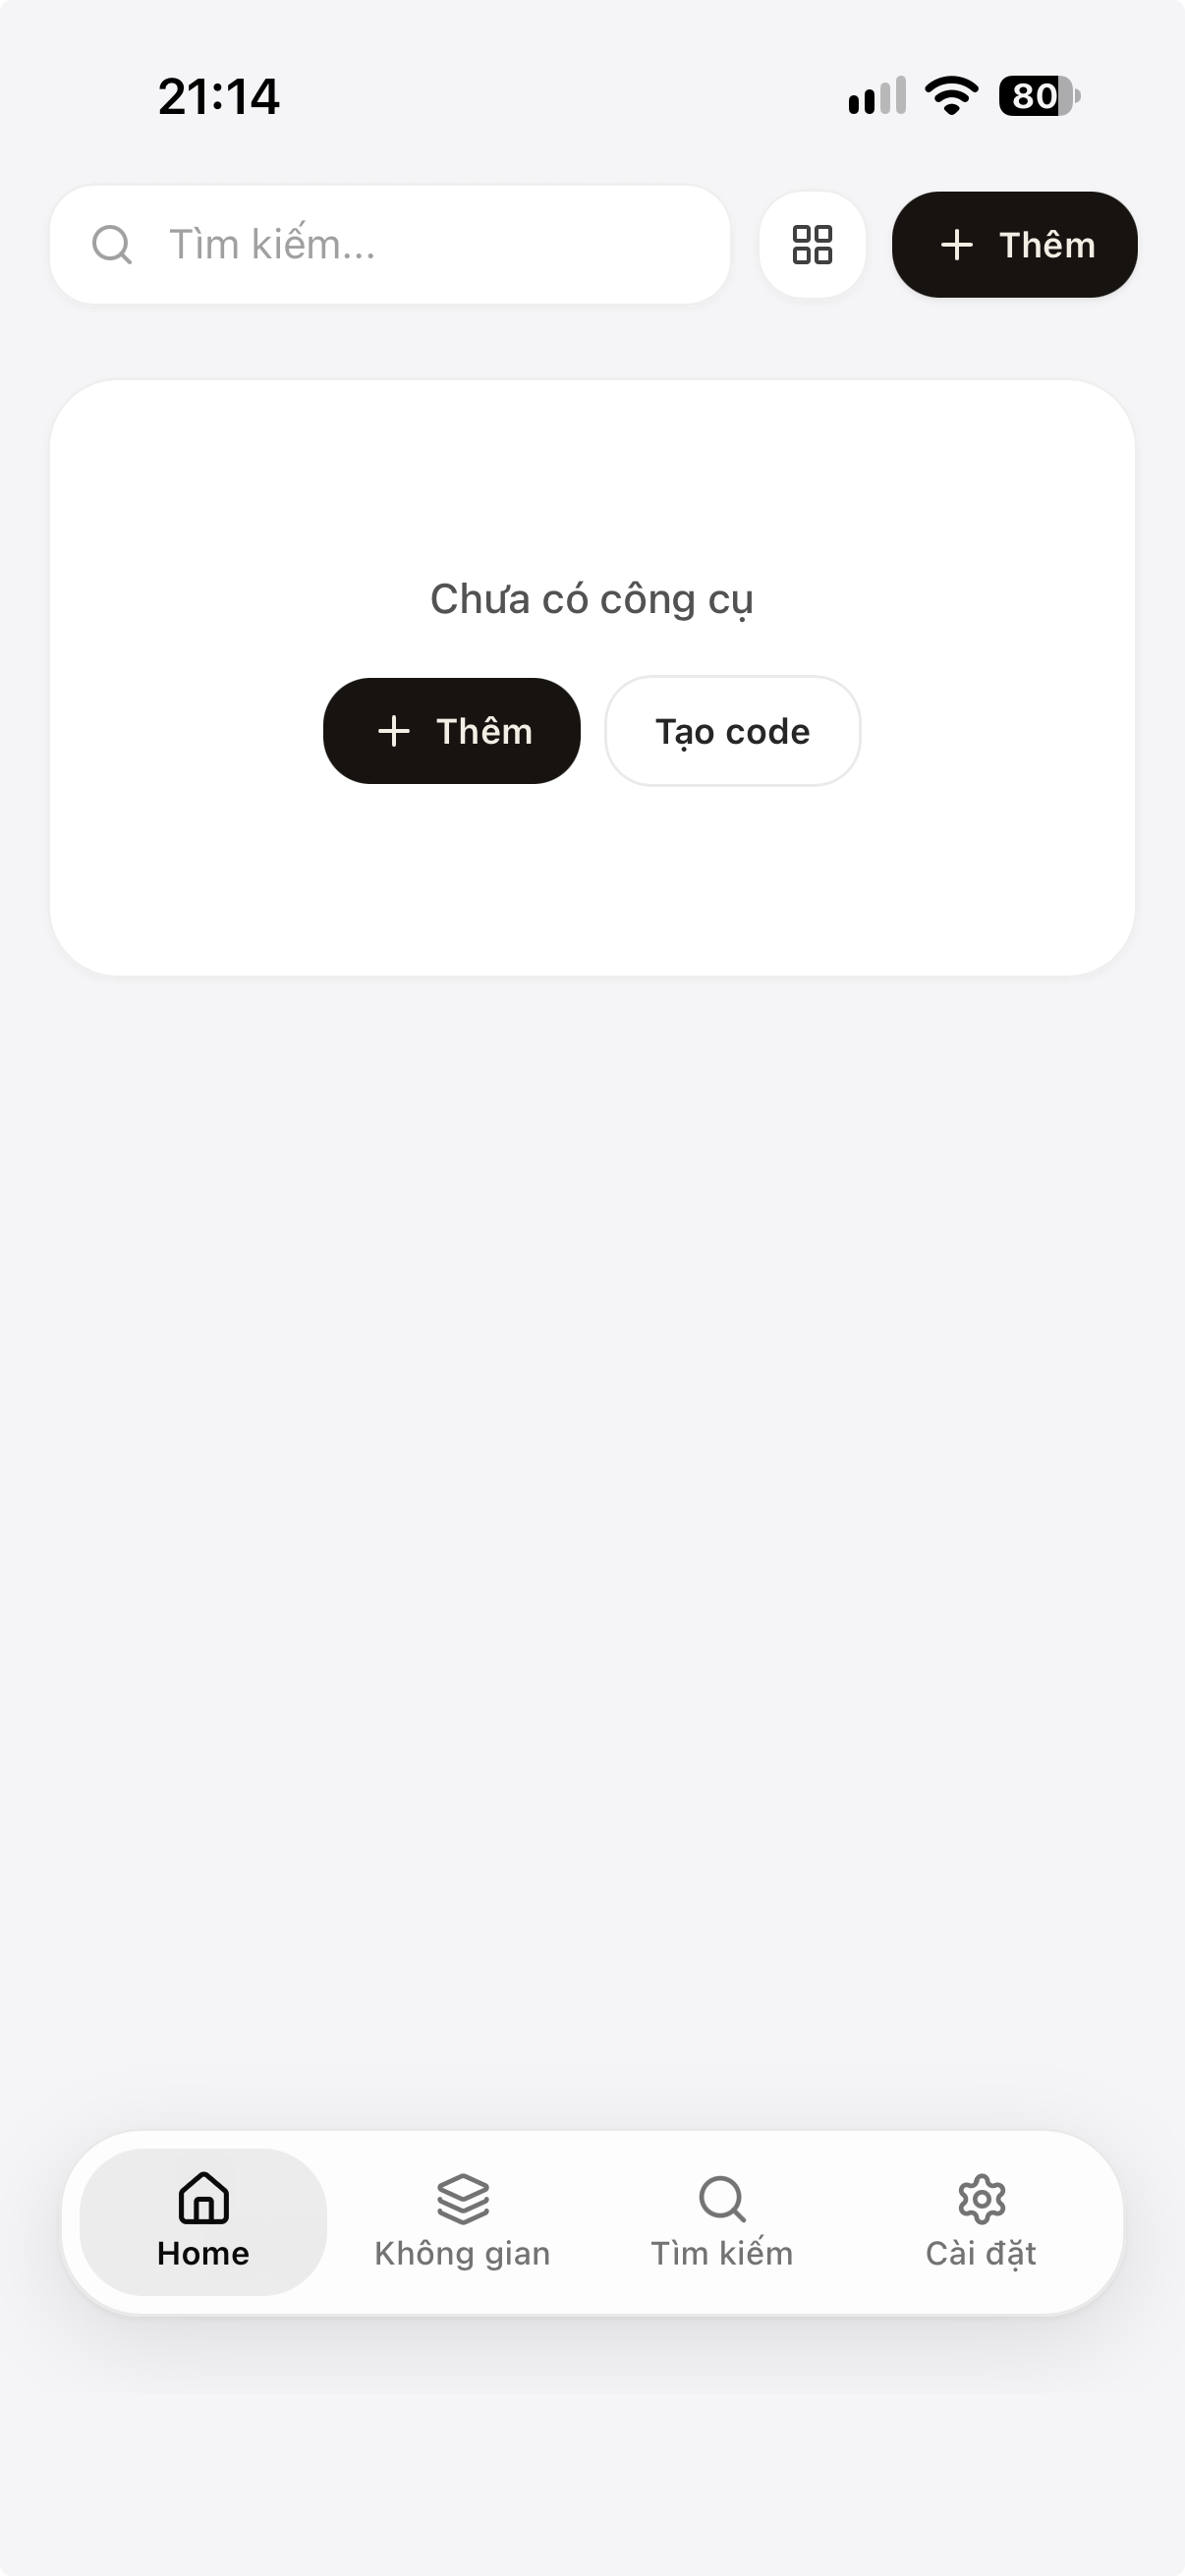 21:14
80
Tìm kiếm...
Thêm
Chưa có công cụ
Thêm
Tạo code
Home
Không gian
Tìm kiếm
Cài đặt